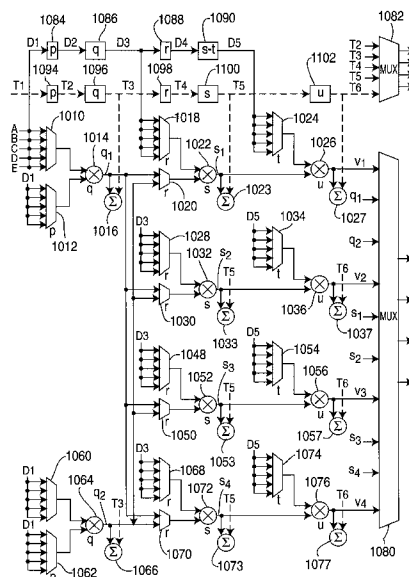 1084 1086 1088 1090 1082
D1 p D2 q D3 r D4 s-t D5
T2
T3
T4
T5
T6
MUX
1094 1096 1098 1100 1102
T1 p T2 q T3 r T4 s T5 u
1010
1014
A
B
C
D
E
q
q1
D1
1012
p
Σ
1016
1018
r
1022
s1
1020
r
s
Σ
1023
1024
t
1026
u
v1
Σ
1027
q1
D3
1028
r
1032
s2
T5
1030
r
s
Σ
1033
D5
1034
t
1036
u
T6
v2
Σ
1037
q2
s1
D3
1048
r
1052
s3
T5
1050
r
s
Σ
1053
D5
1054
t
1056
u
T6
v3
Σ
1057
s2
s3
MUX
D1
1060
1064
q
q2
T3
D1
1062
p
Σ
1066
D3
1068
r
1072
s4
T5
1070
r
s
Σ
1073
D5
1074
t
1076
u
T6
v4
Σ
1077
s4
1080